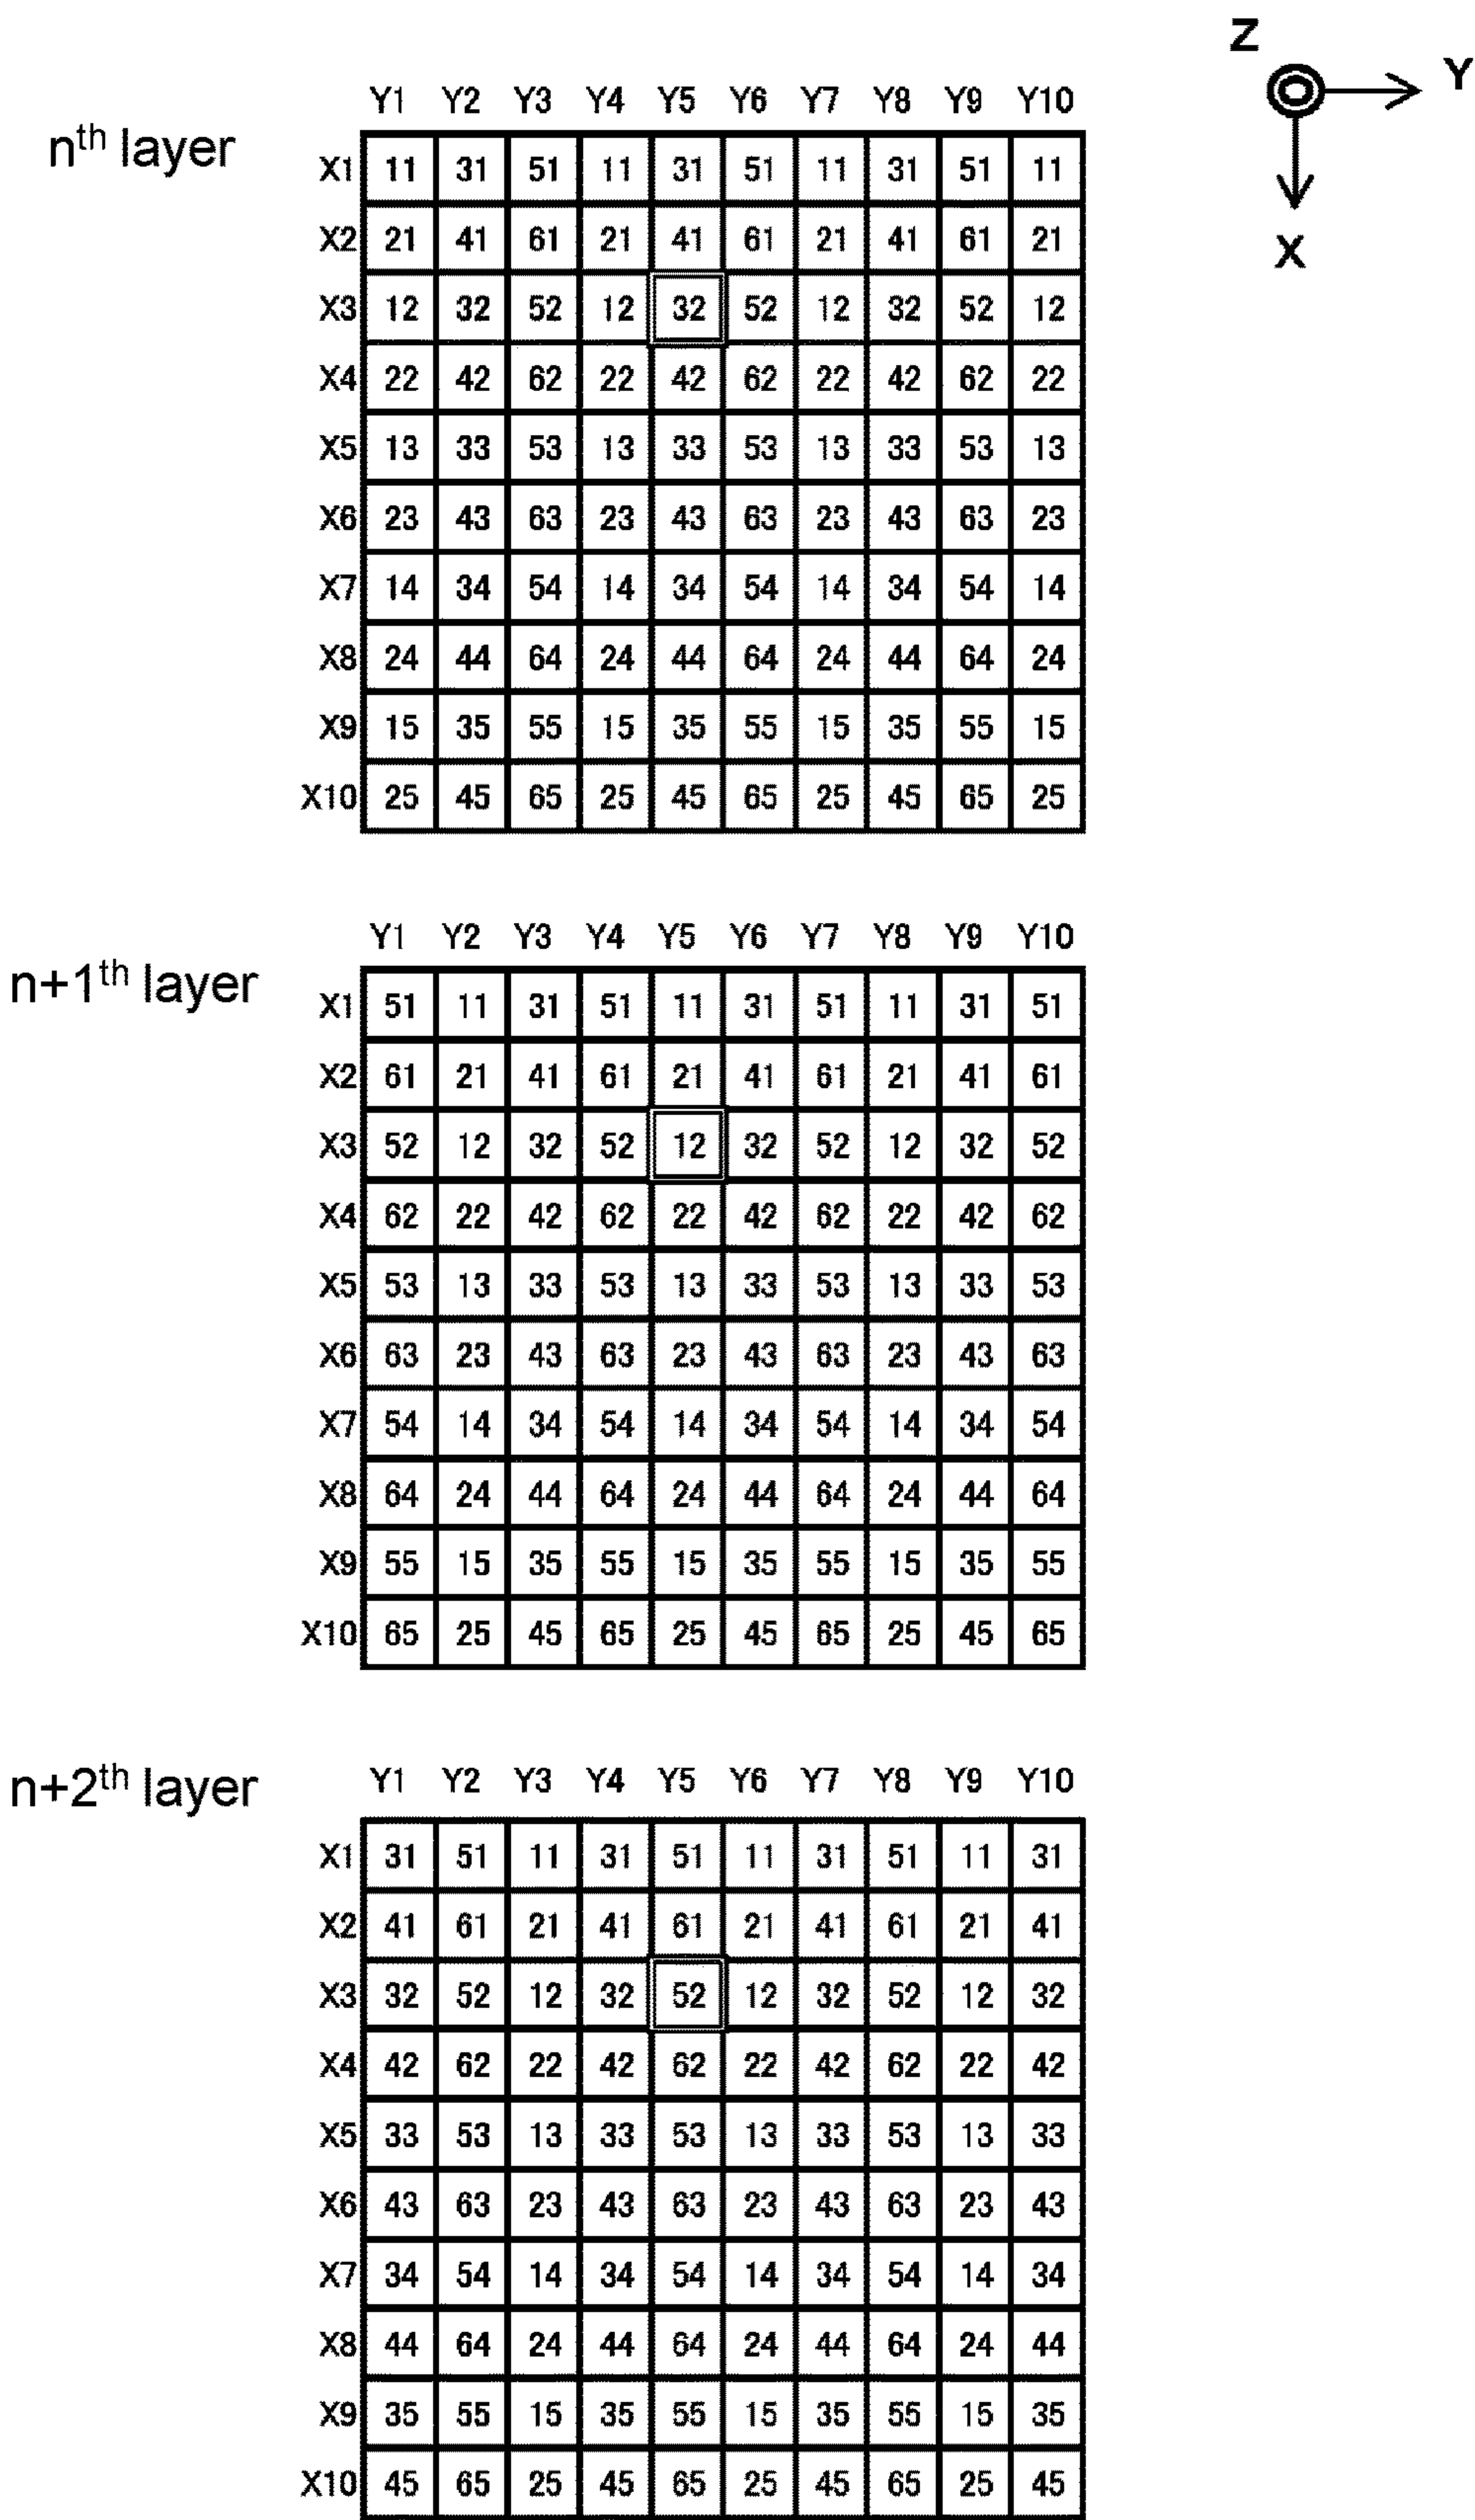 Z
Y
X
nth layer
Y1 Y2 Y3 Y4 Y5 Y6 Y7 Y8 Y9 Y10
X1 11 31 51 11 31 51 11 31 51 11
X2 21 41 61 21 41 61 21 41 61 21
X3 12 32 52 12 32 52 12 32 52 12
X4 22 42 62 22 42 62 22 42 62 22
X5 13 33 53 13 33 53 13 33 53 13
X6 23 43 63 23 43 63 23 43 63 23
X7 14 34 54 14 34 54 14 34 54 14
X8 24 44 64 24 44 64 24 44 64 24
X9 15 35 55 15 35 55 15 35 55 15
X10 25 45 65 25 45 65 25 45 65 25
n+1th layer
Y1 Y2 Y3 Y4 Y5 Y6 Y7 Y8 Y9 Y10
X1 51 11 31 51 11 31 51 11 31 51
X2 61 21 41 61 21 41 61 21 41 61
X3 52 12 32 52 12 32 52 12 32 52
X4 62 22 42 62 22 42 62 22 42 62
X5 53 13 33 53 13 33 53 13 33 53
X6 63 23 43 63 23 43 63 23 43 63
X7 54 14 34 54 14 34 54 14 34 54
X8 64 24 44 64 24 44 64 24 44 64
X9 55 15 35 55 15 35 55 15 35 55
X10 65 25 45 65 25 45 65 25 45 65
n+2th layer
Y1 Y2 Y3 Y4 Y5 Y6 Y7 Y8 Y9 Y10
X1 31 51 11 31 51 11 31 51 11 31
X2 41 61 21 41 61 21 41 61 21 41
X3 32 52 12 32 52 12 32 52 12 32
X4 42 62 22 42 62 22 42 62 22 42
X5 33 53 13 33 53 13 33 53 13 33
X6 43 63 23 43 63 23 43 63 23 43
X7 34 54 14 34 54 14 34 54 14 34
X8 44 64 24 44 64 24 44 64 24 44
X9 35 55 15 35 55 15 35 55 15 35
X10 45 65 25 45 65 25 45 65 25 45